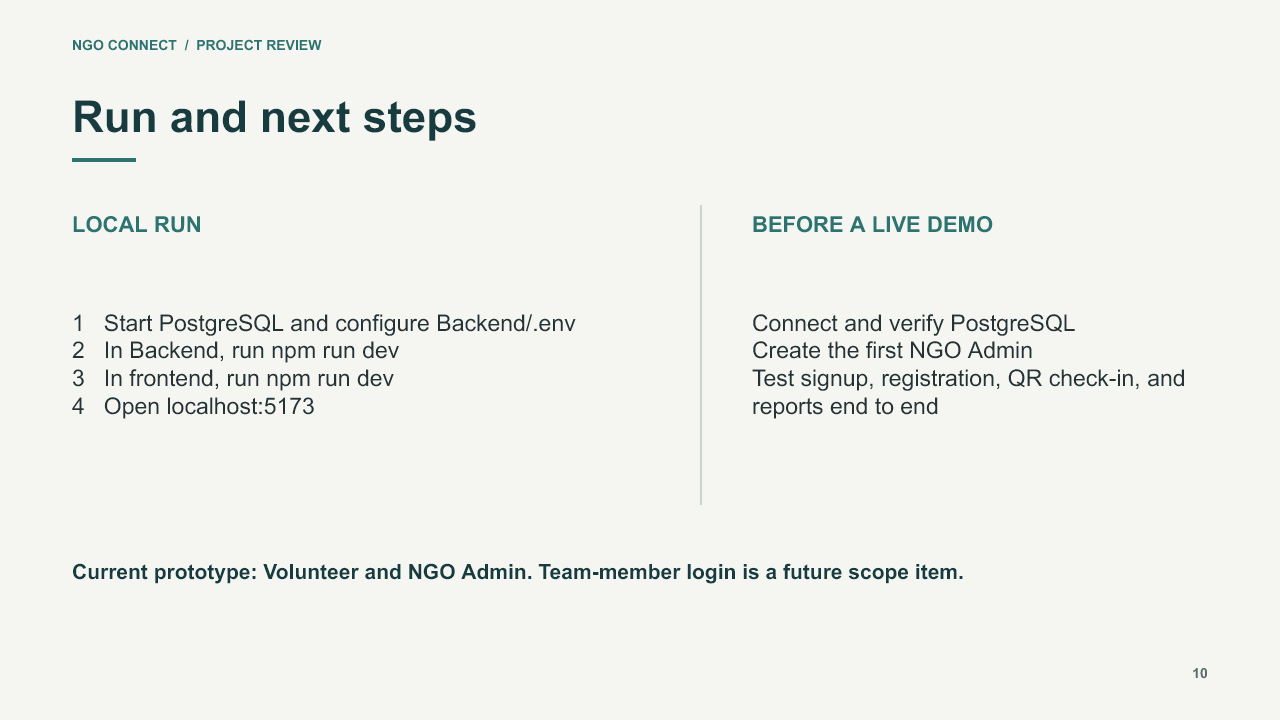 NGO CONNECT / PROJECT REVIEW
Run and next steps
LOCAL RUN
1 Start PostgreSQL and configure Backend/.env
2 In Backend, run npm run dev
3 In frontend, run npm run dev
4 Open localhost:5173
BEFORE A LIVE DEMO
Connect and verify PostgreSQL
Create the first NGO Admin
Test signup, registration, QR check-in, and
reports end to end
Current prototype: Volunteer and NGO Admin. Team-member login is a future scope item.
10